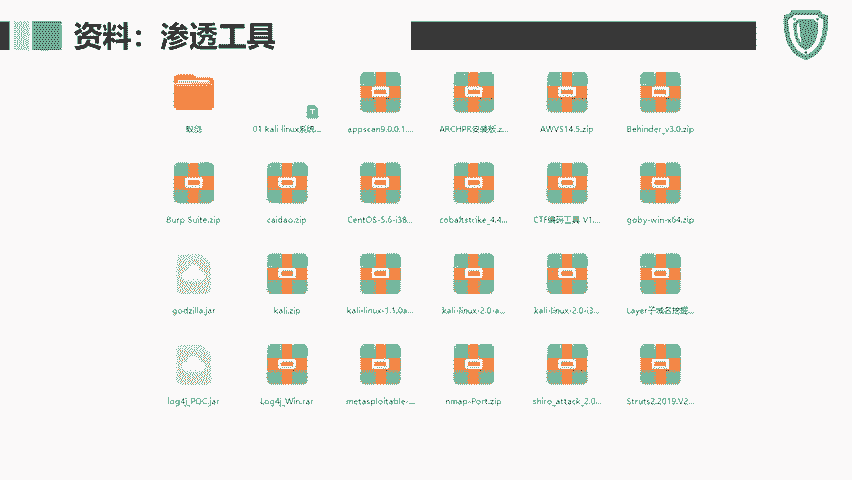 资料：渗透工具
01 kali linux系统...
appscan9.0.0.1....
ARCHPR安装版.z...
AWVS14.5.zip
Behinder_v3.0.zip
Burp Suite.zip
caidao.zip
CentOS-5.6-i38...
cobaltstrike_4.4...
CTF编码工具 V1....
goby-win-x64.zip
godzilla.jar
kali.zip
kali-linux-1.1.0a...
kali-linux-2.0-a...
kali-linux-2.0-i3...
Layer子域名挖掘...
log4j_POC.jar
Log4j_Win.rar
metasploitable-...
nmap-Port.zip
shiro_attack_2.0...
Struts2.2019.V2...